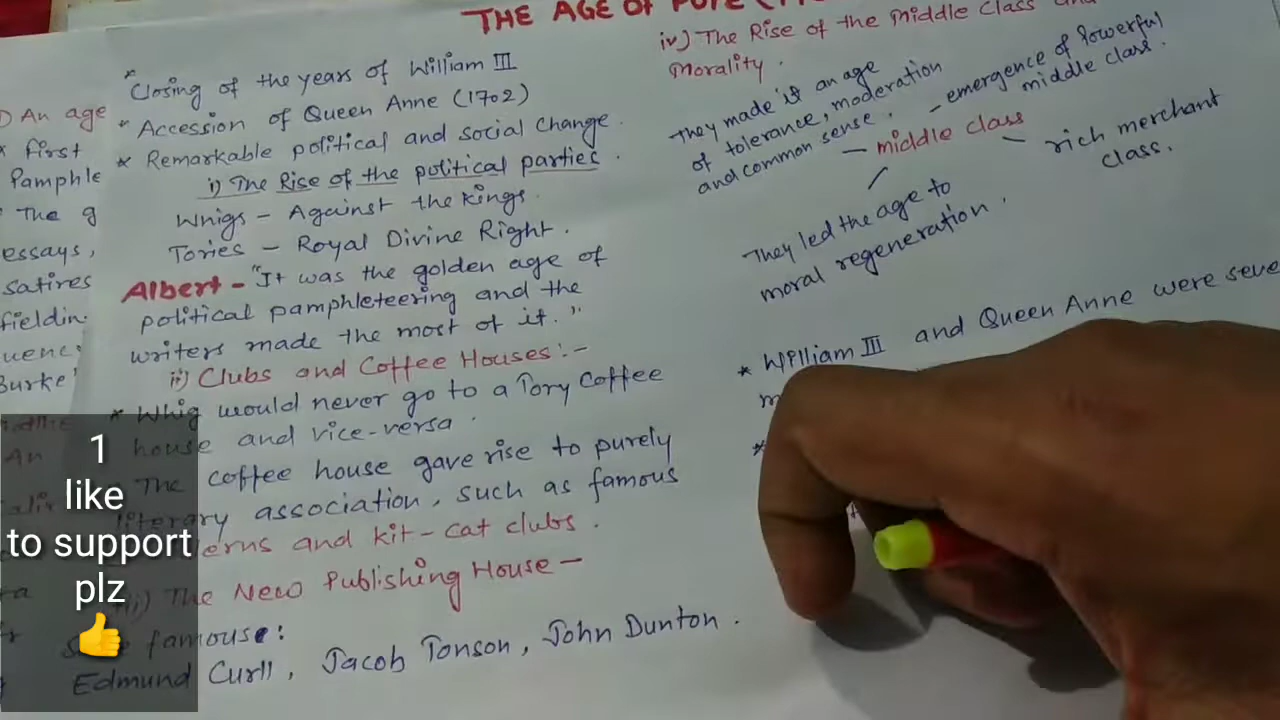 THE AGE OF POPE
* Closing of the years of William III
* Accession of Queen Anne (1702)
* Remarkable political and social change.
i) The Rise of the political parties.
Whigs - Against the kings.
Tories - Royal Divine Right.
Albert - "It was the golden age of
political pamphleteering and the
writers made the most of it."
ii) Clubs and Coffee Houses:-
* Whig would never go to a Tory Coffee
house and vice-versa.
The coffee house gave rise to purely
literary association, such as famous
erns and kit-cat clubs.
iii) The New Publishing House -
famouse:
Edmund Curll, Jacob Tonson, John Dunton.
iv) The Rise of the Middle Class and
Morality.
They made it an age
of tolerance, moderation
and common sense.
- emergence of powerful
middle class.
- middle class
- rich merchant
class.
They led the age to
moral regeneration.
* William III and Queen Anne were seve
An age
* first
Pamphle
The g
essays,
satires
fieldin
uenc
Burke'
An
1
like
to support
plz